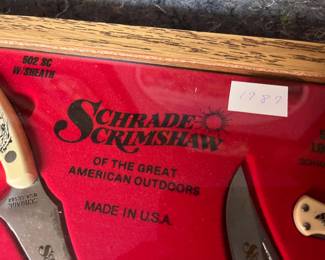 502 SC
W/SHEATH
1987
SCHRADE
SCRIMSHAW
OF THE GREAT
AMERICAN OUTDOORS
MADE IN U.S.A.